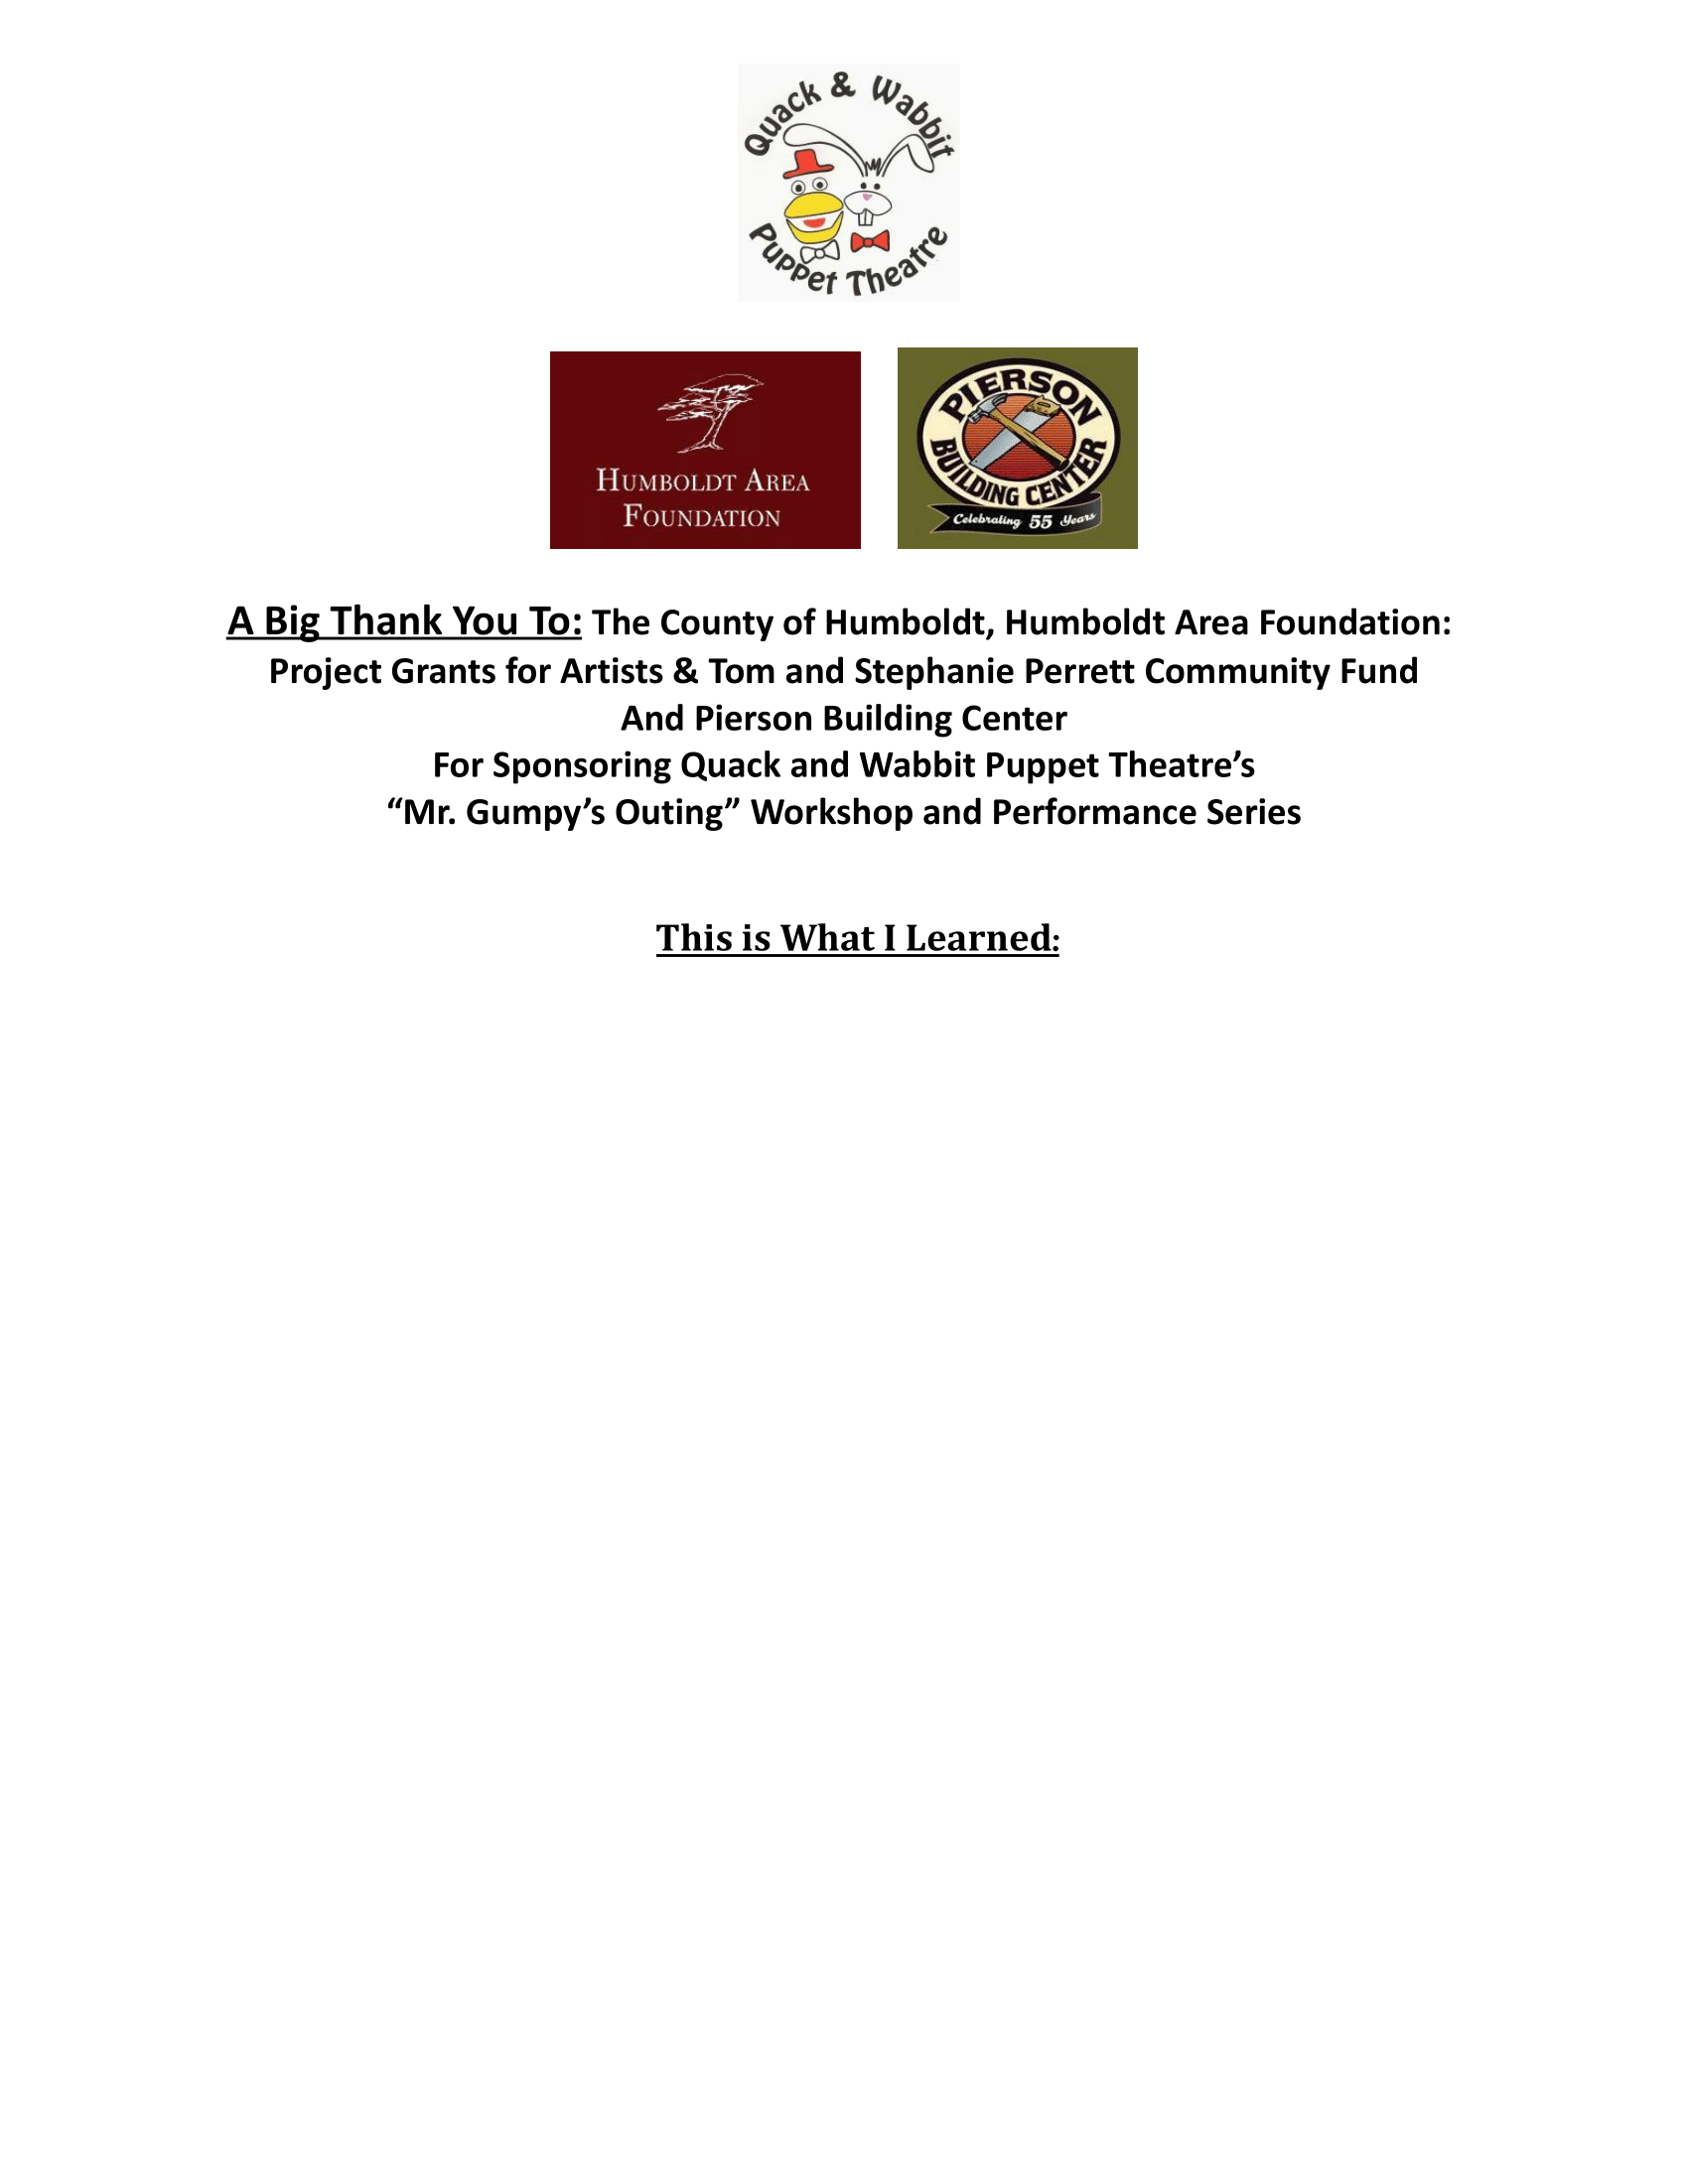 Quack & Wabbit
Puppet Theatre
HUMBOLDT AREA
FOUNDATION
PIERSON
BUILDING CENTER
Celebrating 55 Years
A Big Thank You To: The County of Humboldt, Humboldt Area Foundation:
Project Grants for Artists & Tom and Stephanie Perrett Community Fund
And Pierson Building Center
For Sponsoring Quack and Wabbit Puppet Theatre’s
“Mr. Gumpy’s Outing” Workshop and Performance Series
This is What I Learned: